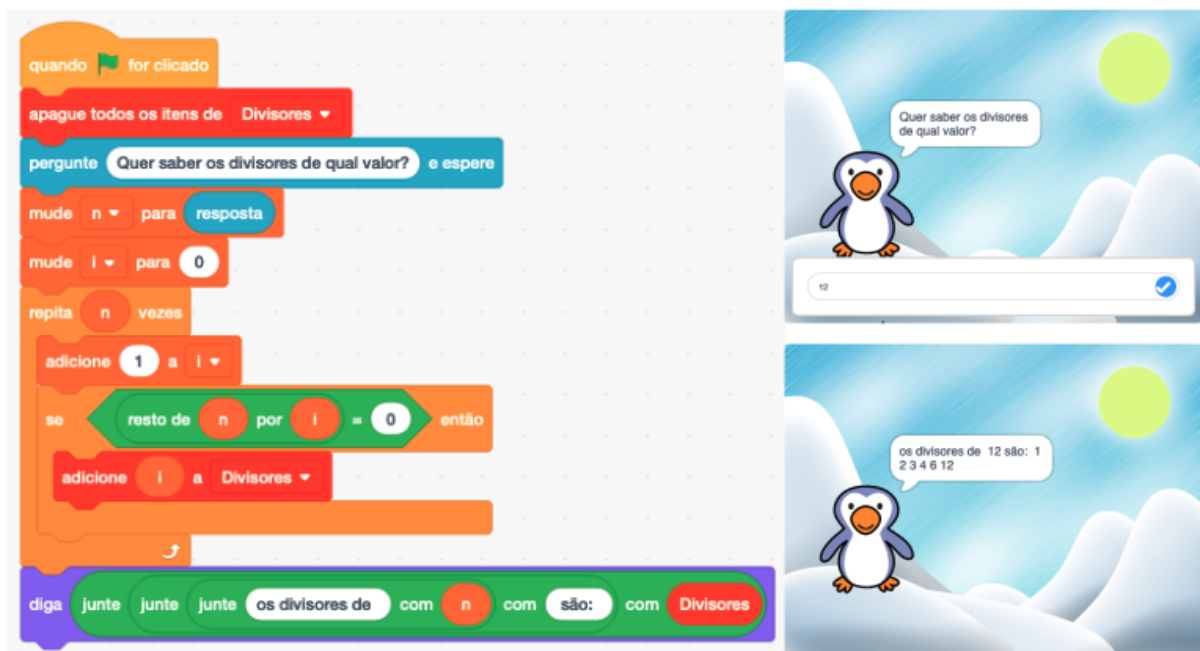 quando for clicado
apague todos os itens de Divisores
pergunte Quer saber os divisores de qual valor? e espere
mude n para resposta
mude i para 0
repita n vezes
adicione 1 a i
se resto de n por i = 0 então
adicione i a Divisores
diga junte junte junte os divisores de com n com são: com Divisores
Quer saber os divisores
de qual valor?
12
os divisores de 12 são: 1
2 3 4 6 12